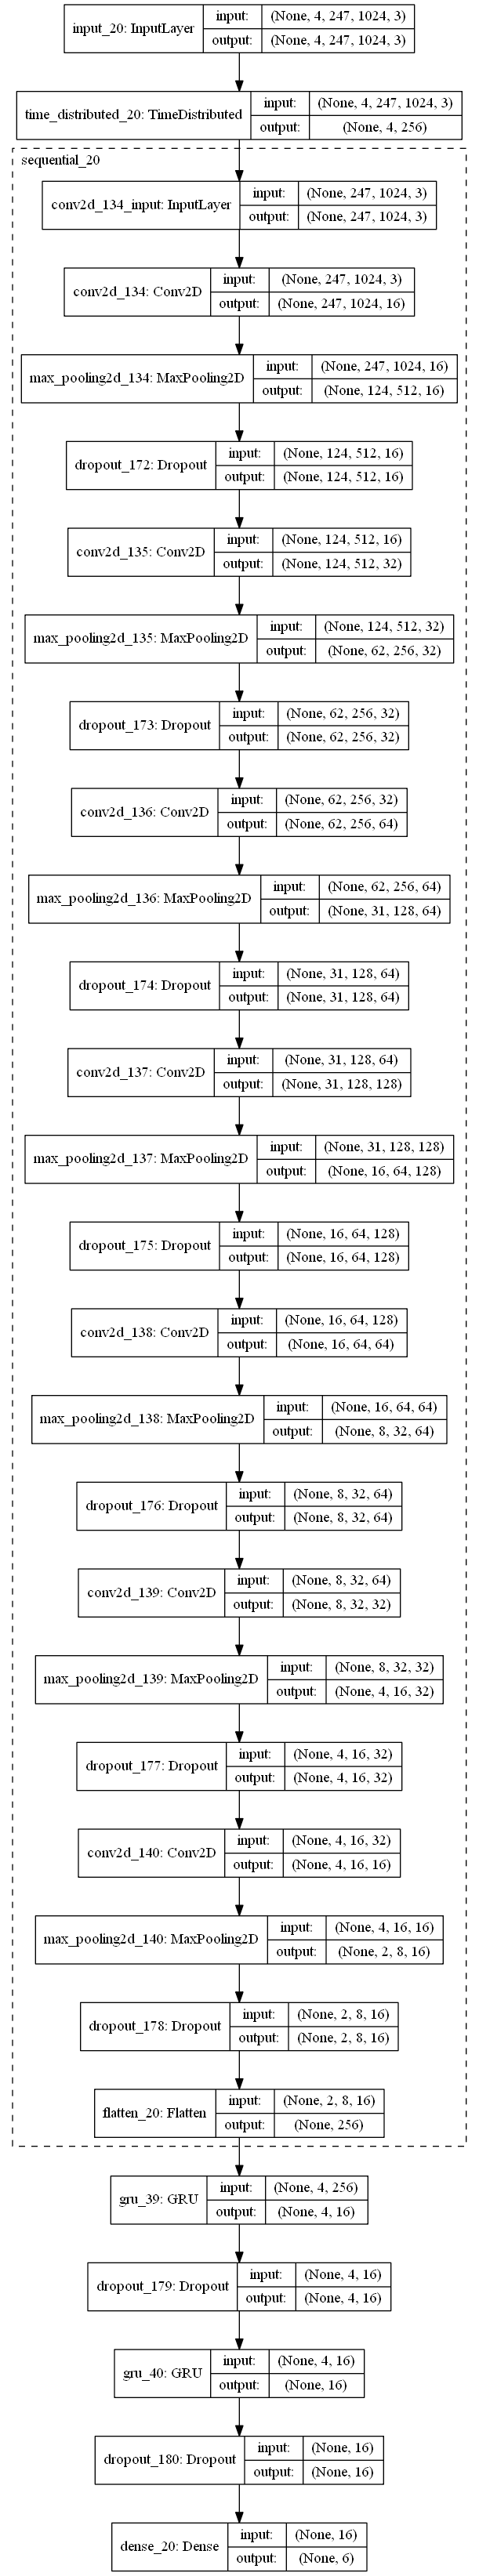 input_20: InputLayer
input: (None, 4, 247, 1024, 3)
output: (None, 4, 247, 1024, 3)
time_distributed_20: TimeDistributed
input: (None, 4, 247, 1024, 3)
output: (None, 4, 256)
sequential_20
conv2d_134_input: InputLayer
input: (None, 247, 1024, 3)
output: (None, 247, 1024, 3)
conv2d_134: Conv2D
input: (None, 247, 1024, 3)
output: (None, 247, 1024, 16)
max_pooling2d_134: MaxPooling2D
input: (None, 247, 1024, 16)
output: (None, 124, 512, 16)
dropout_172: Dropout
input: (None, 124, 512, 16)
output: (None, 124, 512, 16)
conv2d_135: Conv2D
input: (None, 124, 512, 16)
output: (None, 124, 512, 32)
max_pooling2d_135: MaxPooling2D
input: (None, 124, 512, 32)
output: (None, 62, 256, 32)
dropout_173: Dropout
input: (None, 62, 256, 32)
output: (None, 62, 256, 32)
conv2d_136: Conv2D
input: (None, 62, 256, 32)
output: (None, 62, 256, 64)
max_pooling2d_136: MaxPooling2D
input: (None, 62, 256, 64)
output: (None, 31, 128, 64)
dropout_174: Dropout
input: (None, 31, 128, 64)
output: (None, 31, 128, 64)
conv2d_137: Conv2D
input: (None, 31, 128, 64)
output: (None, 31, 128, 128)
max_pooling2d_137: MaxPooling2D
input: (None, 31, 128, 128)
output: (None, 16, 64, 128)
dropout_175: Dropout
input: (None, 16, 64, 128)
output: (None, 16, 64, 128)
conv2d_138: Conv2D
input: (None, 16, 64, 128)
output: (None, 16, 64, 64)
max_pooling2d_138: MaxPooling2D
input: (None, 16, 64, 64)
output: (None, 8, 32, 64)
dropout_176: Dropout
input: (None, 8, 32, 64)
output: (None, 8, 32, 64)
conv2d_139: Conv2D
input: (None, 8, 32, 64)
output: (None, 8, 32, 32)
max_pooling2d_139: MaxPooling2D
input: (None, 8, 32, 32)
output: (None, 4, 16, 32)
dropout_177: Dropout
input: (None, 4, 16, 32)
output: (None, 4, 16, 32)
conv2d_140: Conv2D
input: (None, 4, 16, 32)
output: (None, 4, 16, 16)
max_pooling2d_140: MaxPooling2D
input: (None, 4, 16, 16)
output: (None, 2, 8, 16)
dropout_178: Dropout
input: (None, 2, 8, 16)
output: (None, 2, 8, 16)
flatten_20: Flatten
input: (None, 2, 8, 16)
output: (None, 256)
gru_39: GRU
input: (None, 4, 256)
output: (None, 4, 16)
dropout_179: Dropout
input: (None, 4, 16)
output: (None, 4, 16)
gru_40: GRU
input: (None, 4, 16)
output: (None, 16)
dropout_180: Dropout
input: (None, 16)
output: (None, 16)
dense_20: Dense
input: (None, 16)
output: (None, 6)